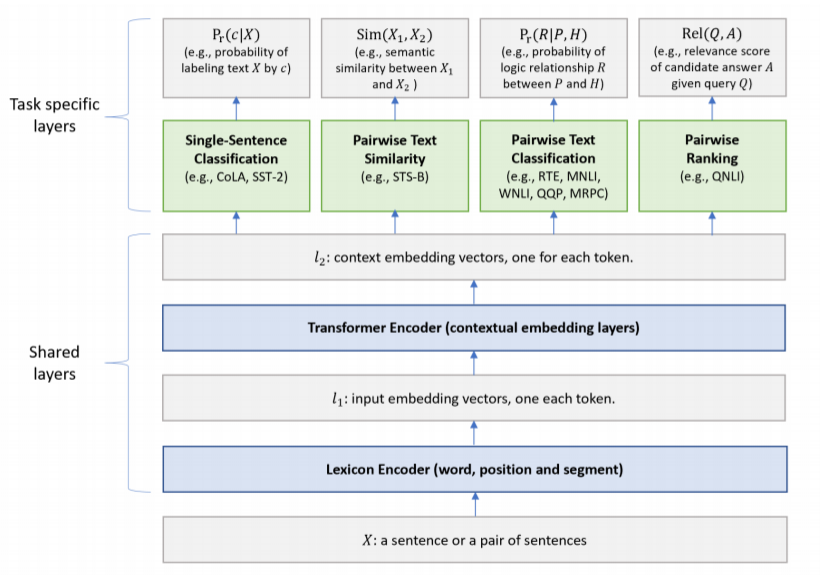 P_r(c|X)
(e.g., probability of
labeling text X by c)
Sim(X_1, X_2)
(e.g., semantic
similarity between X_1
and X_2 )
P_r(R|P, H)
(e.g., probability of
logic relationship R
between P and H)
Rel(Q, A)
(e.g., relevance score
of candidate answer A
given query Q)
Task specific
layers
Single-Sentence
Classification
(e.g., CoLA, SST-2)
Pairwise Text
Similarity
(e.g., STS-B)
Pairwise Text
Classification
(e.g., RTE, MNLI,
WNLI, QQP, MRPC)
Pairwise
Ranking
(e.g., QNLI)
l_2: context embedding vectors, one for each token.
Transformer Encoder (contextual embedding layers)
Shared
layers
l_1: input embedding vectors, one each token.
Lexicon Encoder (word, position and segment)
X: a sentence or a pair of sentences